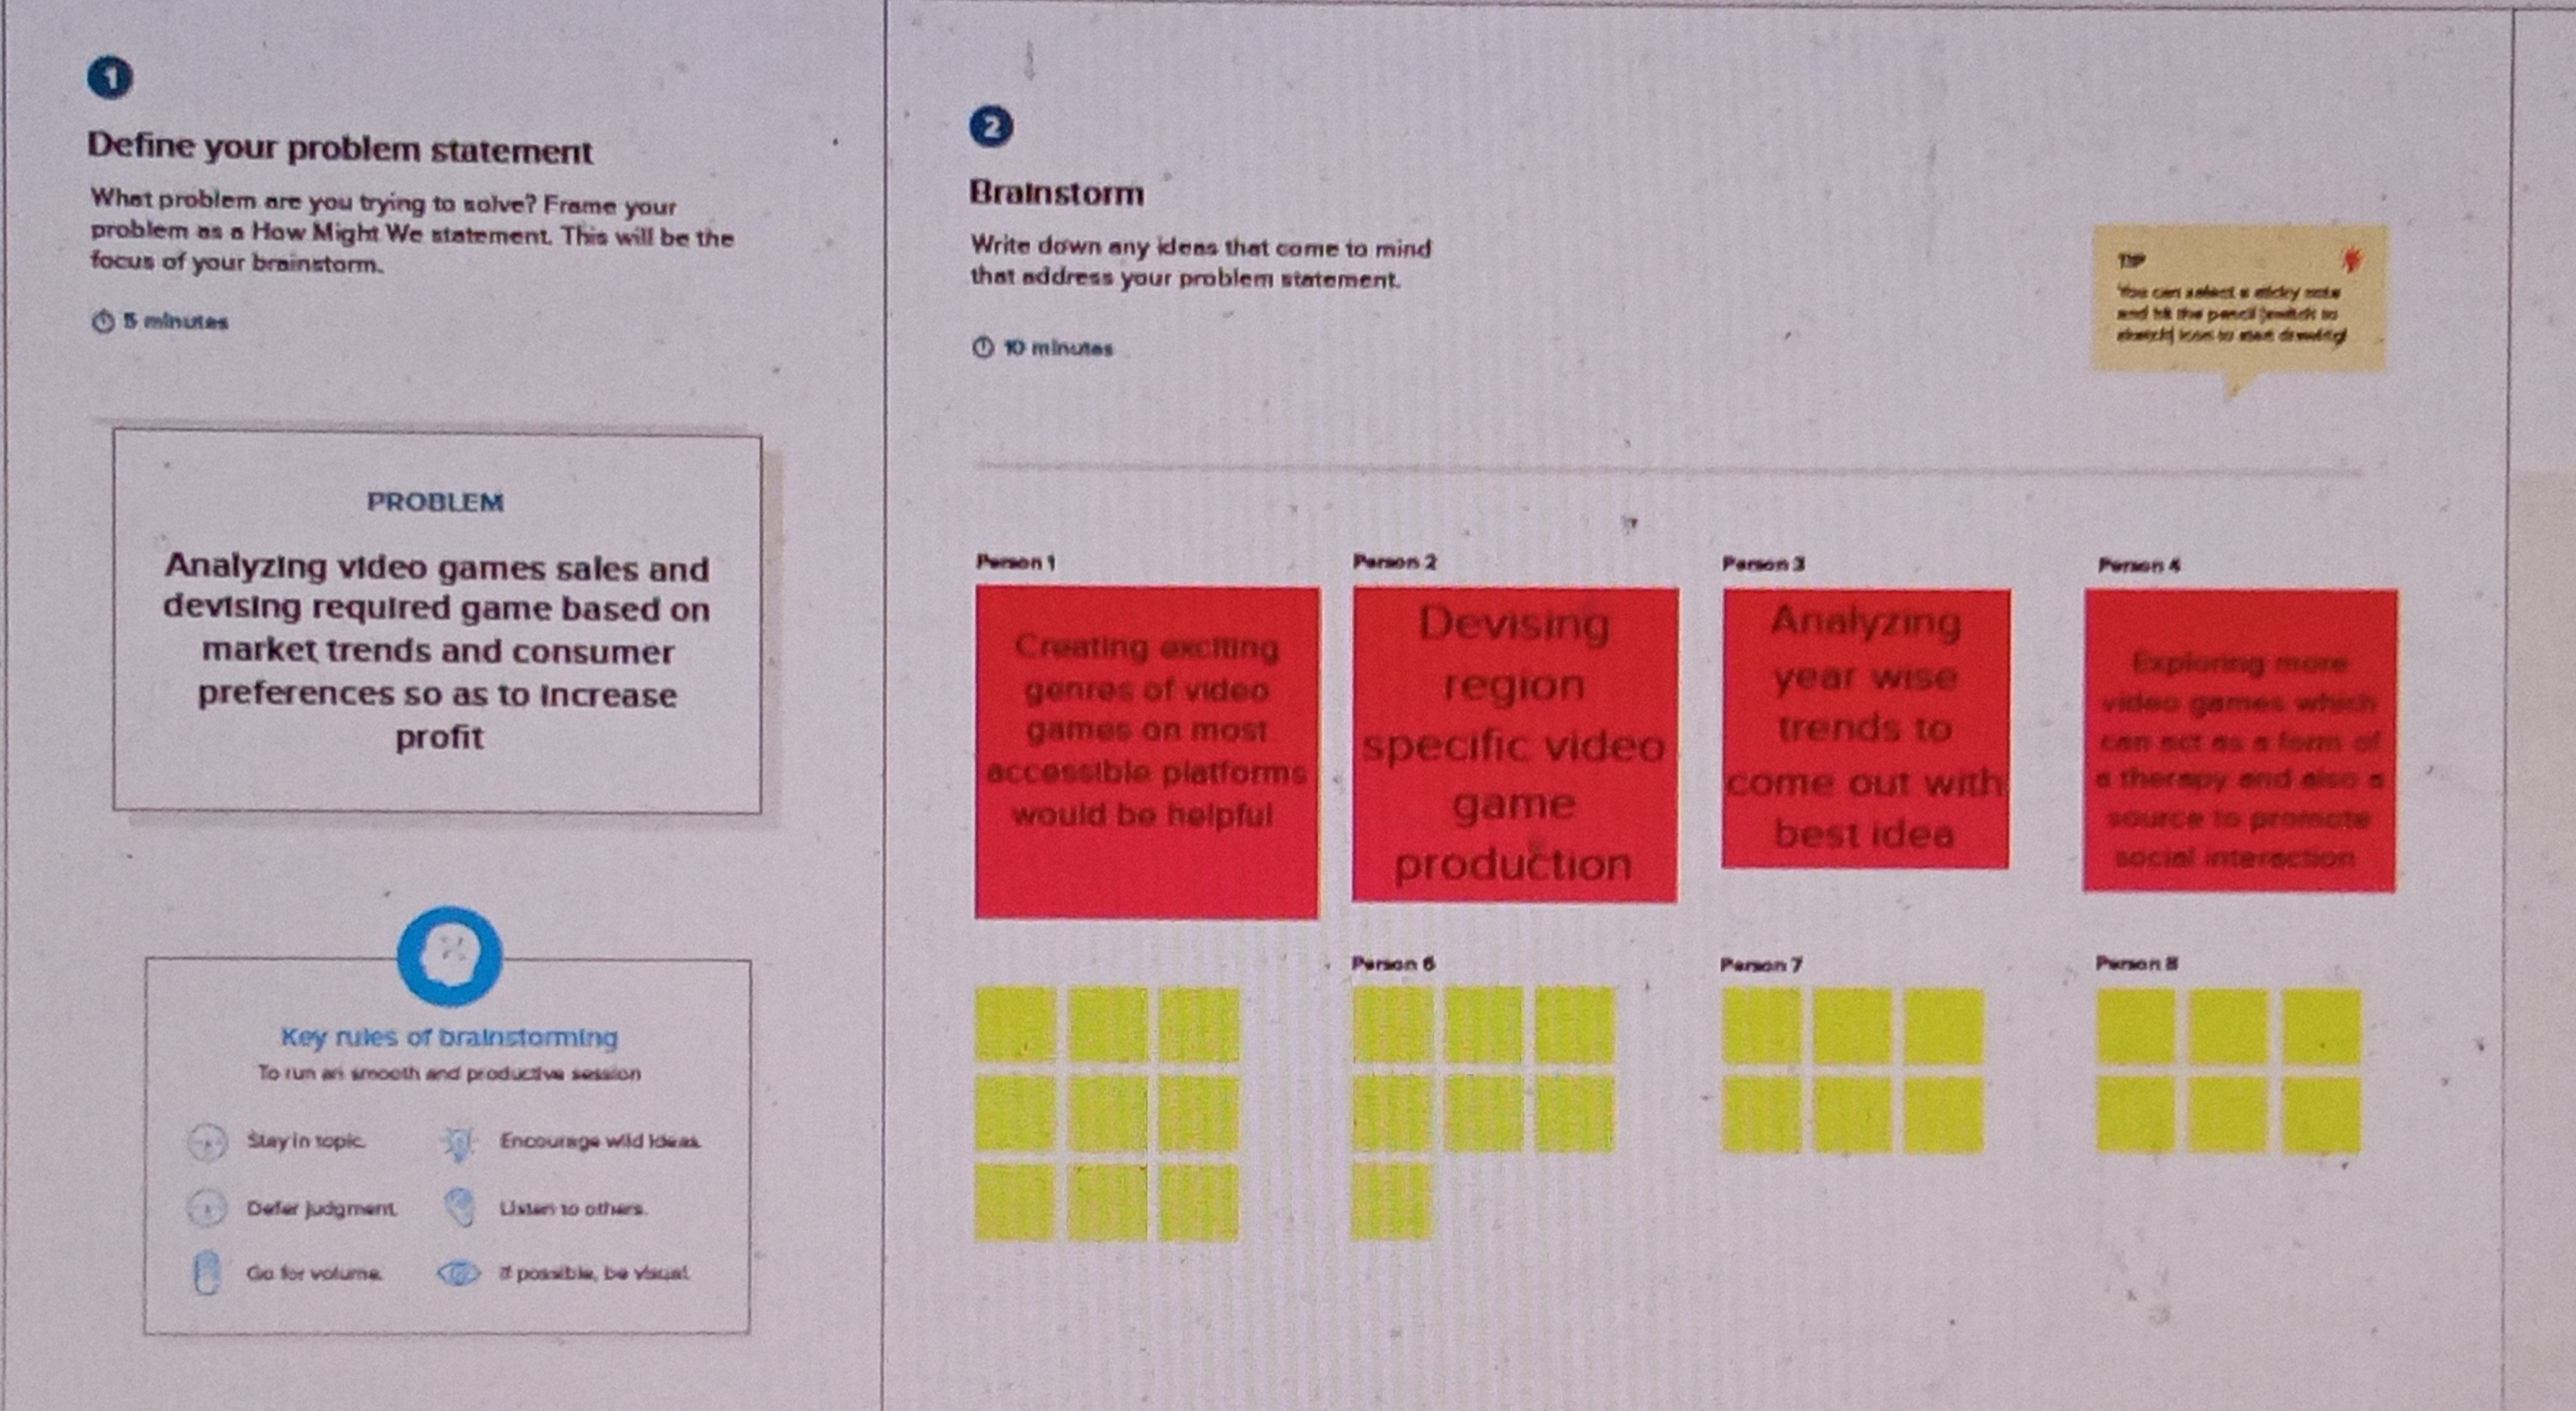 1
Define your problem statement
What problem are you trying to solve? Frame your
problem as a How Might We statement. This will be the
focus of your brainstorm.
5 minutes
PROBLEM
Analyzing video games sales and
devising required game based on
market trends and consumer
preferences so as to increase
profit
Key rules of brainstorming
To run an smooth and productive session
Stay in topic.
Encourage wild ideas.
Defer judgment.
Listen to others.
Go for volume.
If possible, be visual.
2
Brainstorm
Write down any ideas that come to mind
that address your problem statement.
10 minutes
TIP
You can select a sticky note
and hit the pencil [switch to
sketch] icon to start drawing!
Person 1
Creating exciting
genres of video
games on most
accessible platforms
would be helpful
Person 2
Devising
region
specific video
game
production
Person 3
Analyzing
year wise
trends to
come out with
best idea
Person 4
Exploring more
video games which
can act as a form of
a therapy and also a
source to promote
social interaction
Person 6
Person 7
Person 8